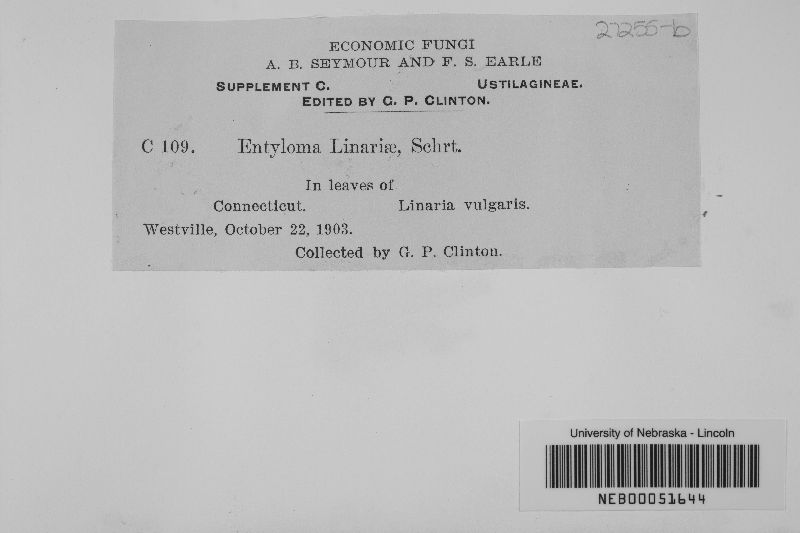 27255-b
ECONOMIC FUNGI
A. B. SEYMOUR AND F. S. EARLE
SUPPLEMENT C. USTILAGINEAE.
EDITED BY G. P. CLINTON.
C 109. Entyloma Linariæ, Schrt.
In leaves of
Connecticut. Linaria vulgaris.
Westville, October 22, 1903.
Collected by G. P. Clinton.
University of Nebraska - Lincoln
NEB00051644